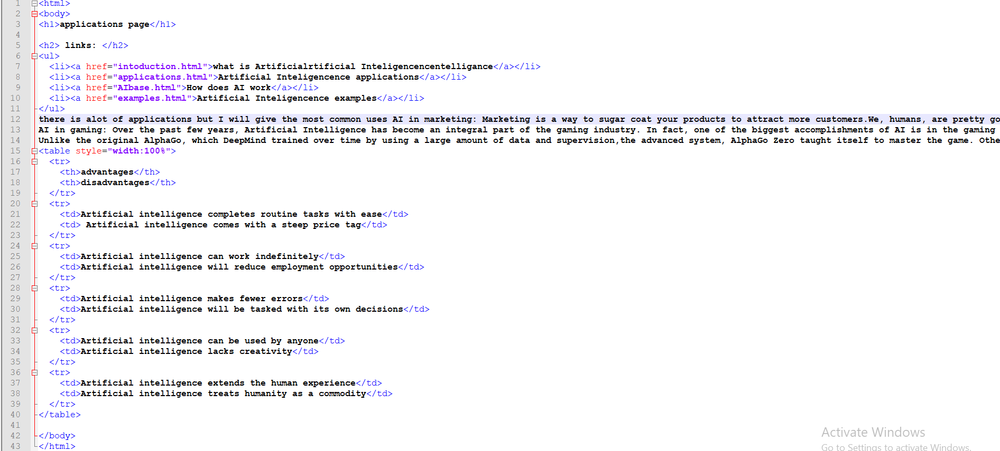 1 <html>
2 <body>
3 <h1>applications page</h1>
4
5 <h2> links: </h2>
6 <ul>
7 <li><a href="intoduction.html">what is Artificialrtificial Inteligencencentelligance</a></li>
8 <li><a href="applications.html">Artificial Inteligencence applications</a></li>
9 <li><a href="AIbase.html">How does AI work</a></li>
10 <li><a href="examples.html">Artificial Inteligencence examples</a></li>
11 </ul>
12 there is alot of applications but I will give the most common uses AI in marketing: Marketing is a way to sugar coat your products to attract more customers.We, humans, are pretty go
13 AI in gaming: Over the past few years, Artificial Intelligence has become an integral part of the gaming industry. In fact, one of the biggest accomplishments of AI is in the gaming
14 Unlike the original AlphaGo, which DeepMind trained over time by using a large amount of data and supervision,the advanced system, AlphaGo Zero taught itself to master the game. Othe
15 <table style="width:100%">
16 <tr>
17 <th>advantages</th>
18 <th>disadvantages</th>
19 </tr>
20 <tr>
21 <td>Artificial intelligence completes routine tasks with ease</td>
22 <td> Artificial intelligence comes with a steep price tag</td>
23 </tr>
24 <tr>
25 <td>Artificial intelligence can work indefinitely</td>
26 <td>Artificial intelligence will reduce employment opportunities</td>
27 </tr>
28 <tr>
29 <td>Artificial intelligence makes fewer errors</td>
30 <td>Artificial intelligence will be tasked with its own decisions</td>
31 </tr>
32 <tr>
33 <td>Artificial intelligence can be used by anyone</td>
34 <td>Artificial intelligence lacks creativity</td>
35 </tr>
36 <tr>
37 <td>Artificial intelligence extends the human experience</td>
38 <td>Artificial intelligence treats humanity as a commodity</td>
39 </tr>
40 </table>
41
42 </body>
43 </html>
Activate Windows
Go to Settings to activate Windows.